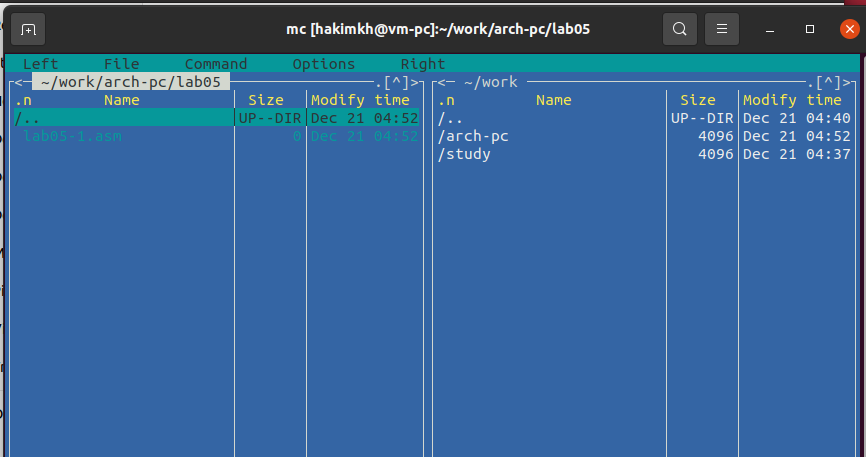 mc [hakimkh@vm-pc]:~/work/arch-pc/lab05
Left File Command Options Right
<— ~/work/arch-pc/lab05 .[^]>
.n Name Size Modify time
/.. UP--DIR Dec 21 04:52
lab05-1.asm 0 Dec 21 04:52
<— ~/work .[^]>
.n Name Size Modify time
/.. UP--DIR Dec 21 04:40
/arch-pc 4096 Dec 21 04:52
/study 4096 Dec 21 04:37